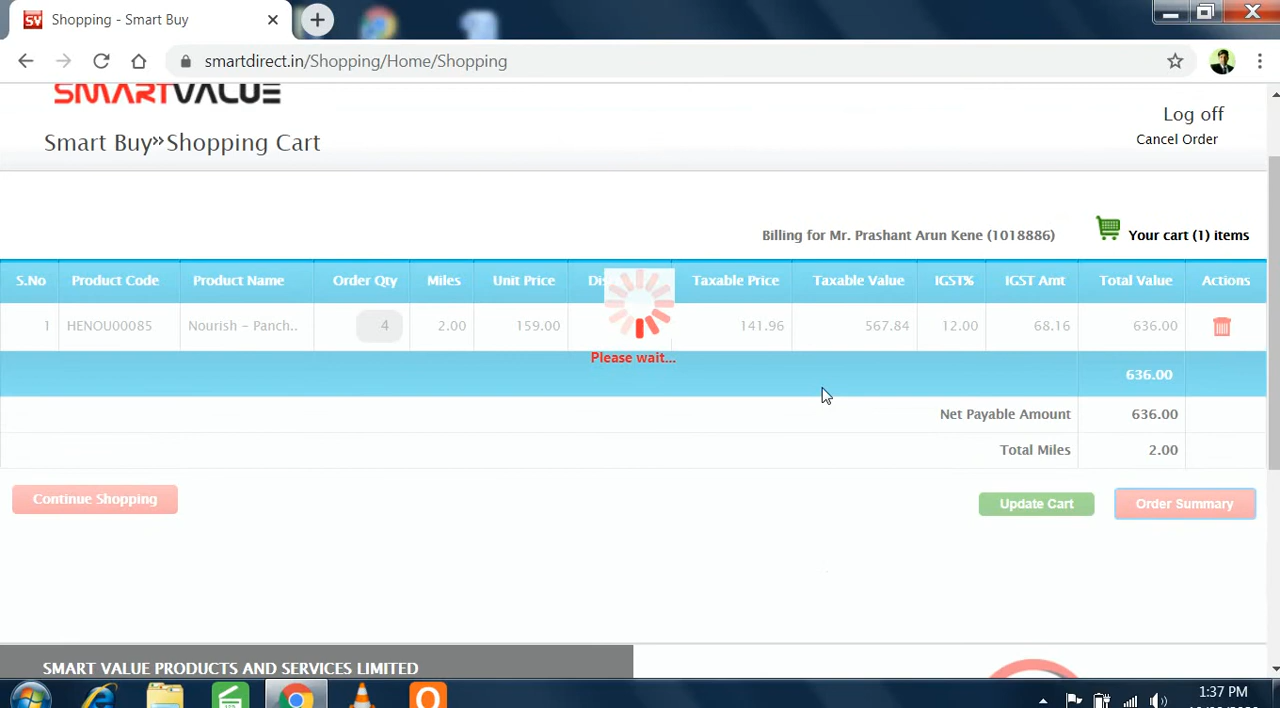 SV Shopping - Smart Buy
smartdirect.in/Shopping/Home/Shopping
SMARTVALUE
Log off
Smart Buy»Shopping Cart
Cancel Order
Billing for Mr. Prashant Arun Kene (1018886)
Your cart (1) items
S.No Product Code Product Name Order Qty Miles Unit Price Taxable Price Taxable Value IGST% IGST Amt Total Value Actions
1 HENOU00085 Nourish - Panch.. 4 2.00 159.00 141.96 567.84 12.00 68.16 636.00
Please wait...
636.00
Net Payable Amount 636.00
Total Miles 2.00
Continue Shopping
Update Cart
Order Summary
SMART VALUE PRODUCTS AND SERVICES LIMITED
1:37 PM